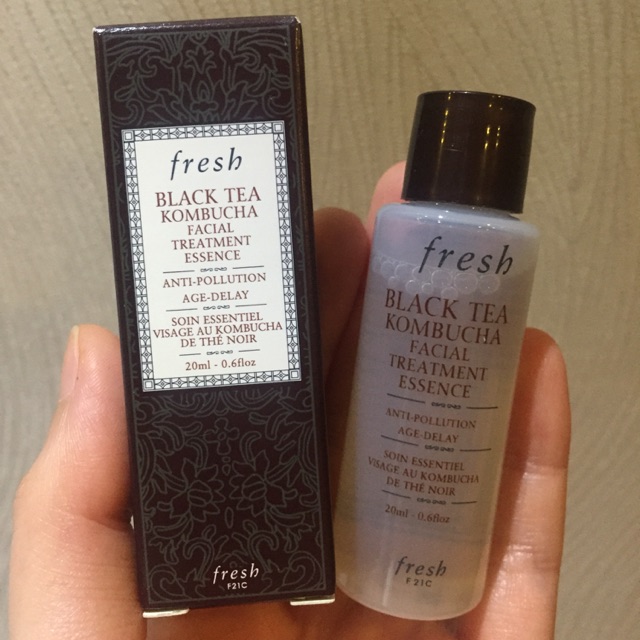 fresh
BLACK TEA
KOMBUCHA
FACIAL
TREATMENT
ESSENCE
ANTI-POLLUTION
AGE-DELAY
SOIN ESSENTIEL
VISAGE AU KOMBUCHA
DE THÉ NOIR
20ml - 0.6floz
fresh
F21C
fresh
BLACK TEA
KOMBUCHA
FACIAL
TREATMENT
ESSENCE
ANTI-POLLUTION
AGE-DELAY
SOIN ESSENTIEL
VISAGE AU KOMBUCHA
DE THÉ NOIR
20ml - 0.6floz
fresh
F21C